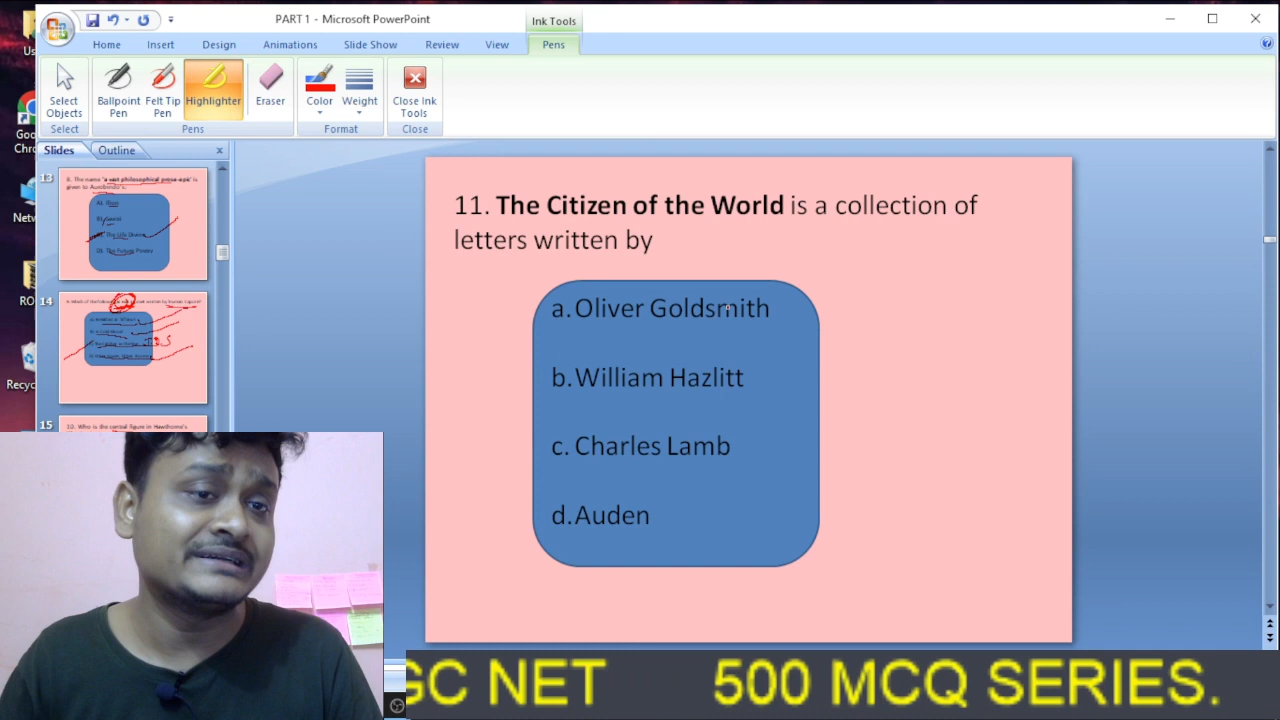 PART 1 - Microsoft PowerPoint
Ink Tools
Home Insert Design Animations Slide Show Review View Pens
Select Objects
Ballpoint Pen
Felt Tip Pen
Highlighter
Eraser
Color
Weight
Close Ink Tools
Select Pens Format Close
Slides Outline
13
14
15
11. The Citizen of the World is a collection of
letters written by
a. Oliver Goldsmith
b. William Hazlitt
c. Charles Lamb
d. Auden
GC NET 500 MCQ SERIES.